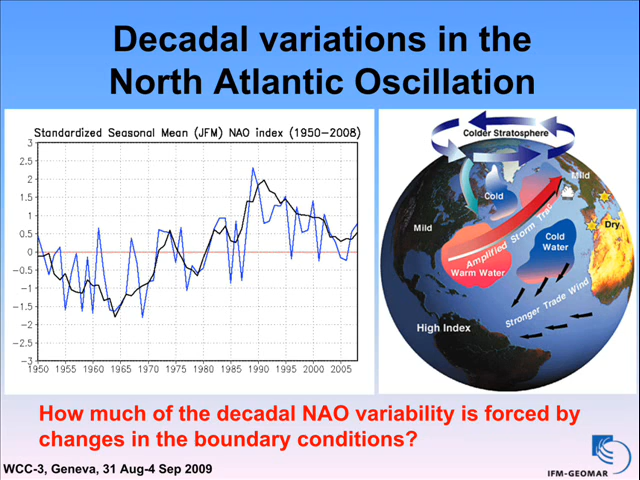 Decadal variations in the
North Atlantic Oscillation
Standardized Seasonal Mean (JFM) NAO index (1950-2008)
3
2.5
2
1.5
1
0.5
0
-0.5
-1
-1.5
-2
-2.5
-3
1950 1955 1960 1965 1970 1975 1980 1985 1990 1995 2000 2005
Colder Stratosphere
Mild
Cold
Dry
Mild
Amplified Storm Trac
Cold
Water
Warm Water
Stronger Trade Wind
High Index
How much of the decadal NAO variability is forced by
changes in the boundary conditions?
WCC-3, Geneva, 31 Aug-4 Sep 2009
IFM-GEOMAR